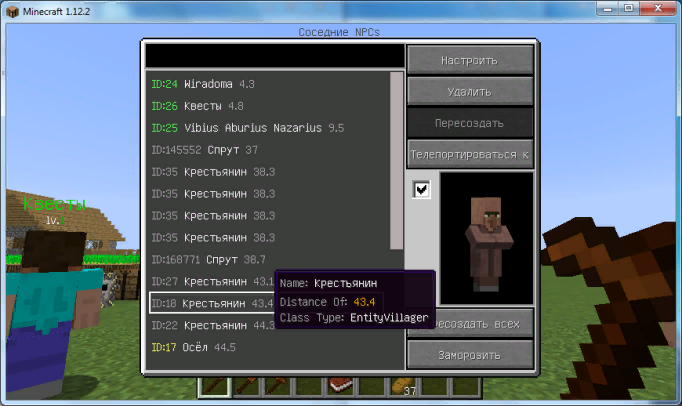 Minecraft 1.12.2
Соседние NPCs
ID:24 Wiradoma 4.3
ID:26 Квесты 4.8
ID:25 Vibius Aburius Nazarius 9.5
ID:145552 Спрут 37
ID:35 Крестьянин 38.3
ID:35 Крестьянин 38.3
ID:35 Крестьянин 38.3
ID:35 Крестьянин 38.3
ID:168771 Спрут 38.7
ID:27 Крестьянин 43.1
ID:18 Крестьянин 43.4
ID:22 Крестьянин 44.3
ID:17 Осёл 44.5
Настроить
Удалить
Пересоздать
Телепортироваться к
Name: Крестьянин
Distance Of: 43.4
Class Type: EntityVillager
всех
Заморозить
Квесты
lv.
37